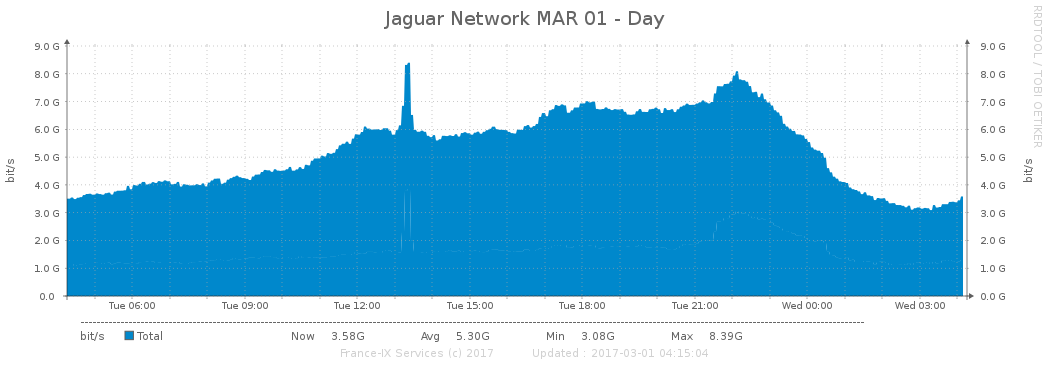 Jaguar Network MAR 01 - Day
RRDTOOL / TOBI OETIKER
bit/s
9.0 G 9.0 G
8.0 G 8.0 G
7.0 G 7.0 G
6.0 G 6.0 G
5.0 G 5.0 G
4.0 G 4.0 G
3.0 G 3.0 G
2.0 G 2.0 G
1.0 G 1.0 G
0.0 0.0 G
bit/s
Tue 06:00 Tue 09:00 Tue 12:00 Tue 15:00 Tue 18:00 Tue 21:00 Wed 00:00 Wed 03:00
bit/s Total Now 3.58G Avg 5.30G Min 3.08G Max 8.39G
France-IX Services (c) 2017 Updated : 2017-03-01 04:15:04